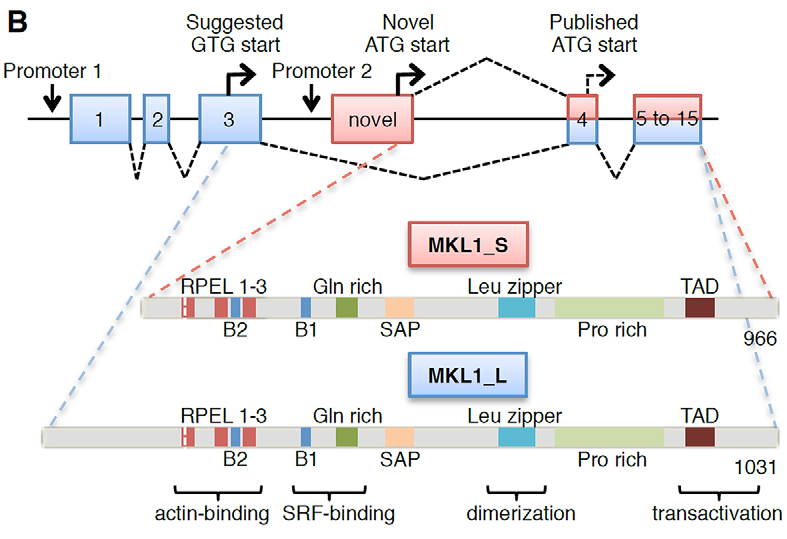 B
Suggested
GTG start
Novel
ATG start
Published
ATG start
Promoter 1
Promoter 2
1
2
3
novel
4
5 to 15
MKL1_S
RPEL 1-3
Gln rich
Leu zipper
TAD
B2
B1
SAP
Pro rich
966
MKL1_L
RPEL 1-3
Gln rich
Leu zipper
TAD
B2
B1
SAP
Pro rich
1031
actin-binding
SRF-binding
dimerization
transactivation